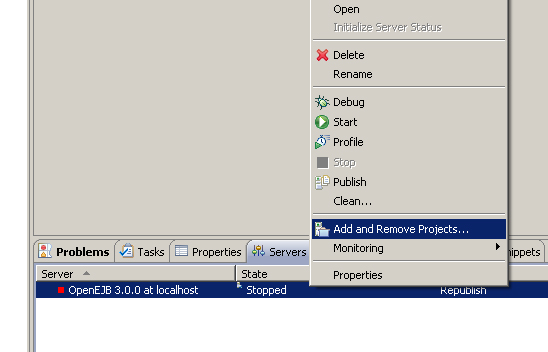 Open
Initialize Server Status
Delete
Rename
Debug
Start
Profile
Stop
Publish
Clean...
Add and Remove Projects...
Monitoring
Properties
Problems Tasks Properties Servers
Server State
OpenEJB 3.0.0 at localhost Stopped Republish